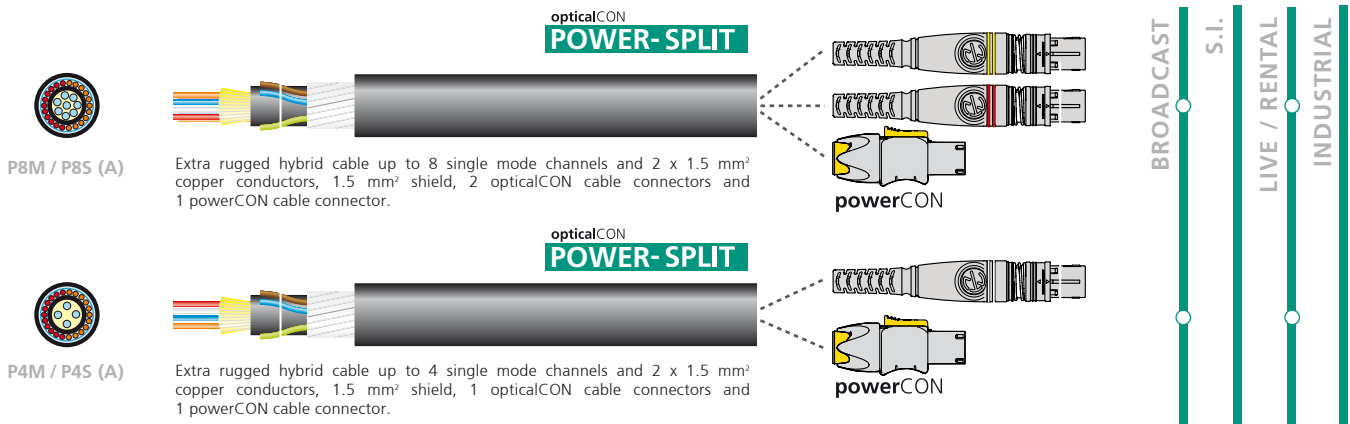 opticalCON
POWER-SPLIT
P8M / P8S (A)
Extra rugged hybrid cable up to 8 single mode channels and 2 x 1.5 mm²
copper conductors, 1.5 mm² shield, 2 opticalCON cable connectors and
1 powerCON cable connector.
powerCON
opticalCON
POWER-SPLIT
P4M / P4S (A)
Extra rugged hybrid cable up to 4 single mode channels and 2 x 1.5 mm²
copper conductors, 1.5 mm² shield, 1 opticalCON cable connectors and
1 powerCON cable connector.
powerCON
BROADCAST
S.I.
LIVE / RENTAL
INDUSTRIAL